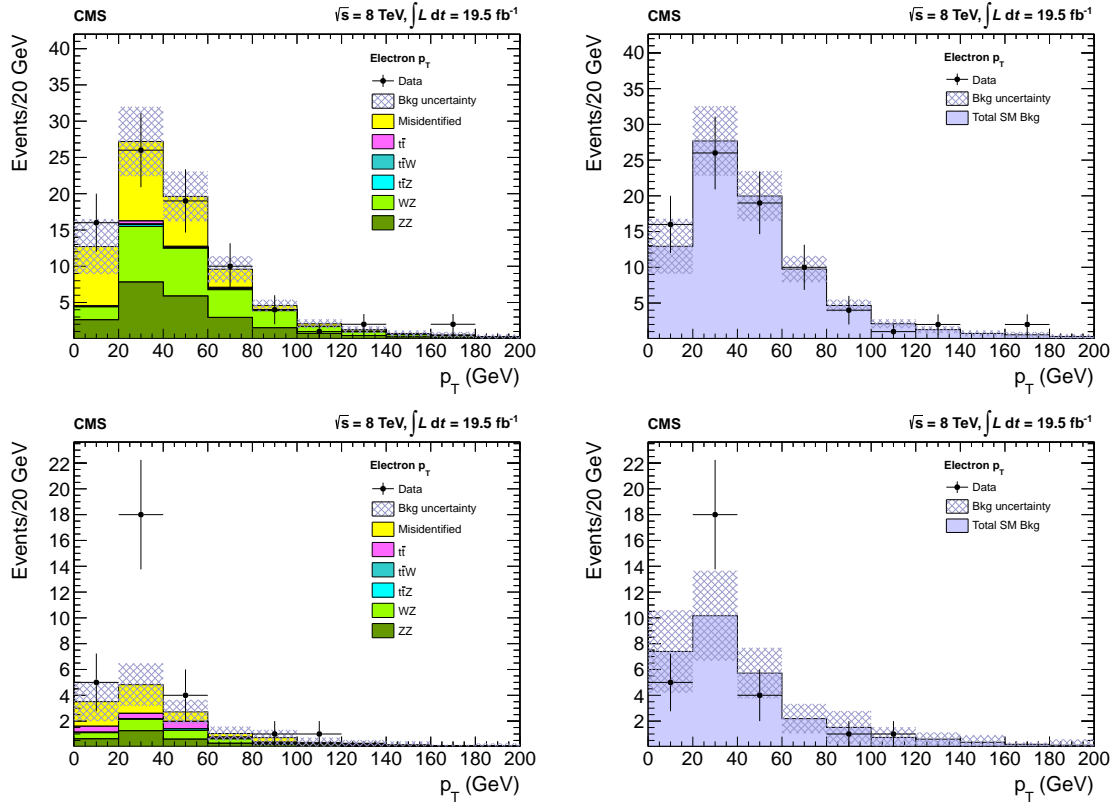 CMS
√s = 8 TeV, ∫L dt = 19.5 fb⁻¹
Events/20 GeV
40
35
30
25
20
15
10
5
Electron p_T
Data
Bkg uncertainty
Misidentified
tt̄
tt̄W
tt̄Z
WZ
ZZ
0 20 40 60 80 100 120 140 160 180 200
p_T (GeV)
CMS
√s = 8 TeV, ∫L dt = 19.5 fb⁻¹
Events/20 GeV
40
35
30
25
20
15
10
5
Electron p_T
Data
Bkg uncertainty
Total SM Bkg
0 20 40 60 80 100 120 140 160 180 200
p_T (GeV)
CMS
√s = 8 TeV, ∫L dt = 19.5 fb⁻¹
Events/20 GeV
22
20
18
16
14
12
10
8
6
4
2
Electron p_T
Data
Bkg uncertainty
Misidentified
tt̄
tt̄W
tt̄Z
WZ
ZZ
0 20 40 60 80 100 120 140 160 180 200
p_T (GeV)
CMS
√s = 8 TeV, ∫L dt = 19.5 fb⁻¹
Events/20 GeV
22
20
18
16
14
12
10
8
6
4
2
Electron p_T
Data
Bkg uncertainty
Total SM Bkg
0 20 40 60 80 100 120 140 160 180 200
p_T (GeV)